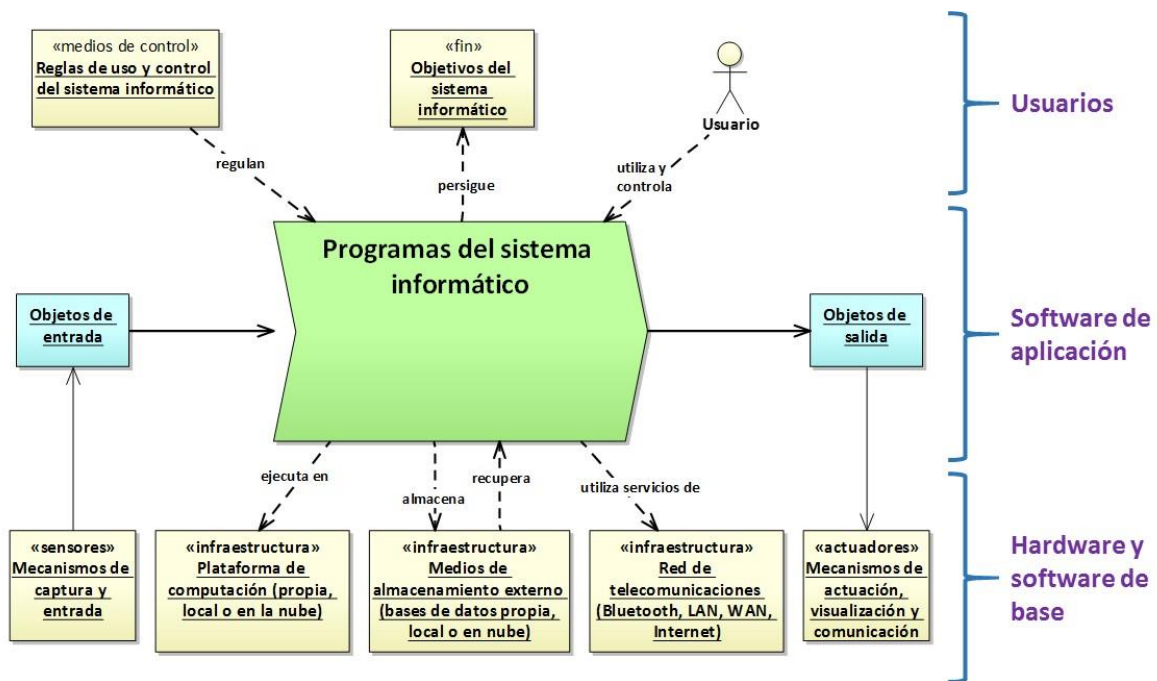 «medios de control»
Reglas de uso y control
del sistema informático
«fin»
Objetivos del
sistema
informático
Usuario
Usuarios
regulan
persigue
utiliza y
controla
Programas del sistema
informático
Objetos de
entrada
Objetos de
salida
Software de
aplicación
ejecuta en
almacena
recupera
utiliza servicios de
«sensores»
Mecanismos de
captura y
entrada
«infraestructura»
Plataforma de
computación (propia,
local o en la nube)
«infraestructura»
Medios de
almacenamiento externo
(bases de datos propia,
local o en nube)
«infraestructura»
Red de
telecomunicaciones
(Bluetooth, LAN, WAN,
Internet)
«actuadores»
Mecanismos de
actuación,
visualización y
comunicación
Hardware y
software de
base